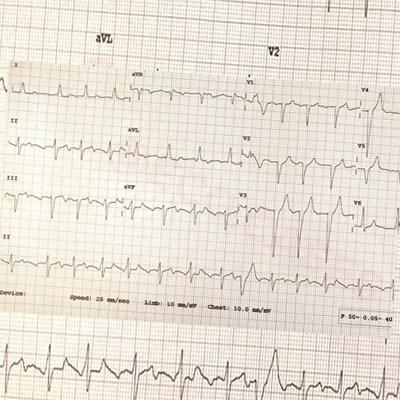 aVL V2
I aVR V1 V4
II aVL V2 V5
III aVF V3 V6
II
Device: Speed: 25 mm/sec Limb: 10 mm/mV Chest: 10.0 mm/mV
F 50~ 0.05- 40